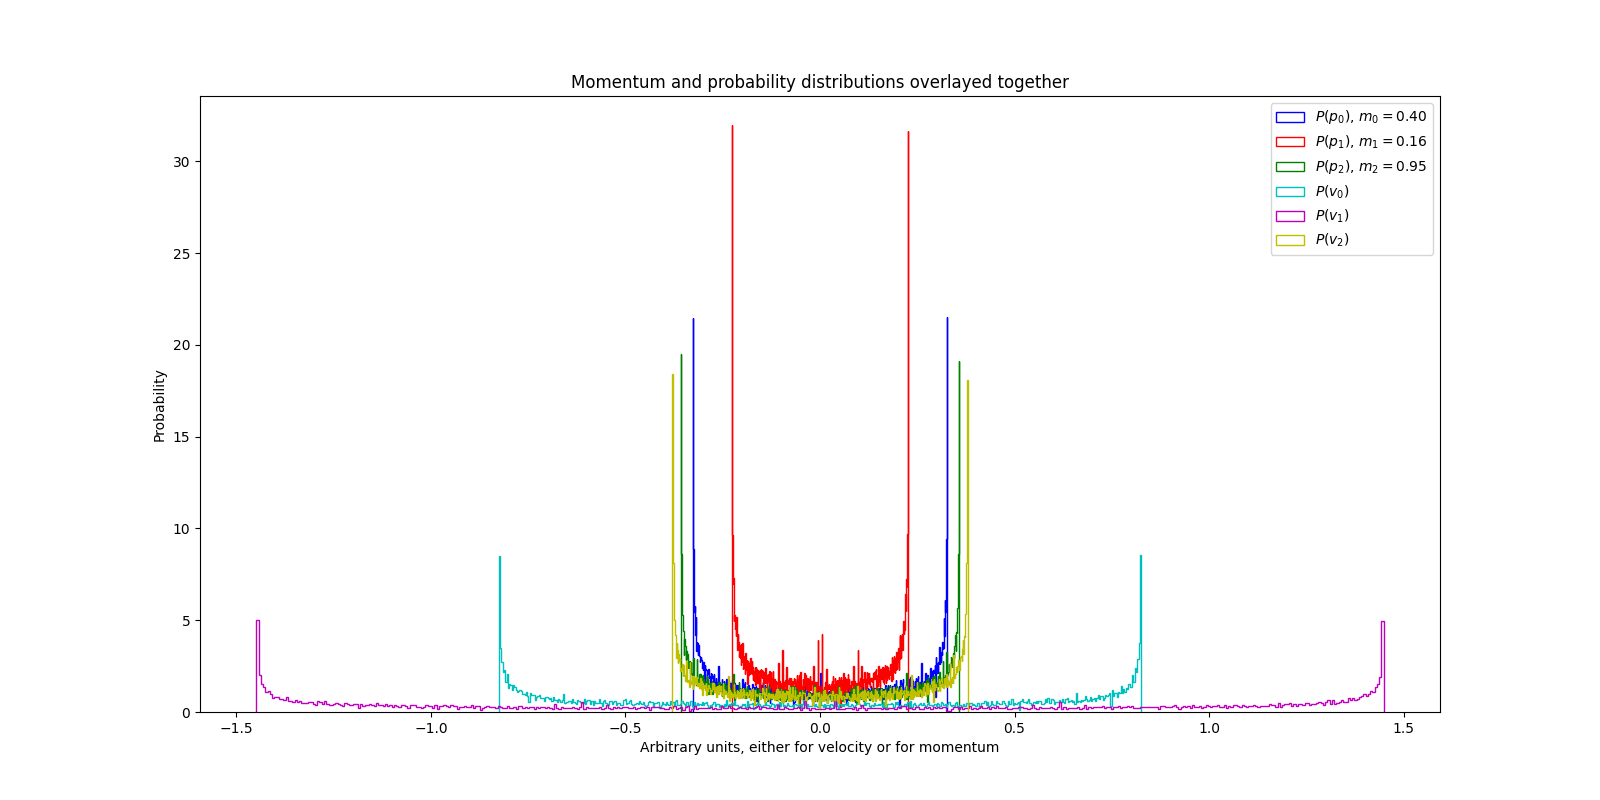 Momentum and probability distributions overlayed together
P(p₀), m₀ = 0.40
P(p₁), m₁ = 0.16
P(p₂), m₂ = 0.95
P(v₀)
P(v₁)
P(v₂)
Probability
30
25
20
15
10
5
0
−1.5 −1.0 −0.5 0.0 0.5 1.0 1.5
Arbitrary units, either for velocity or for momentum